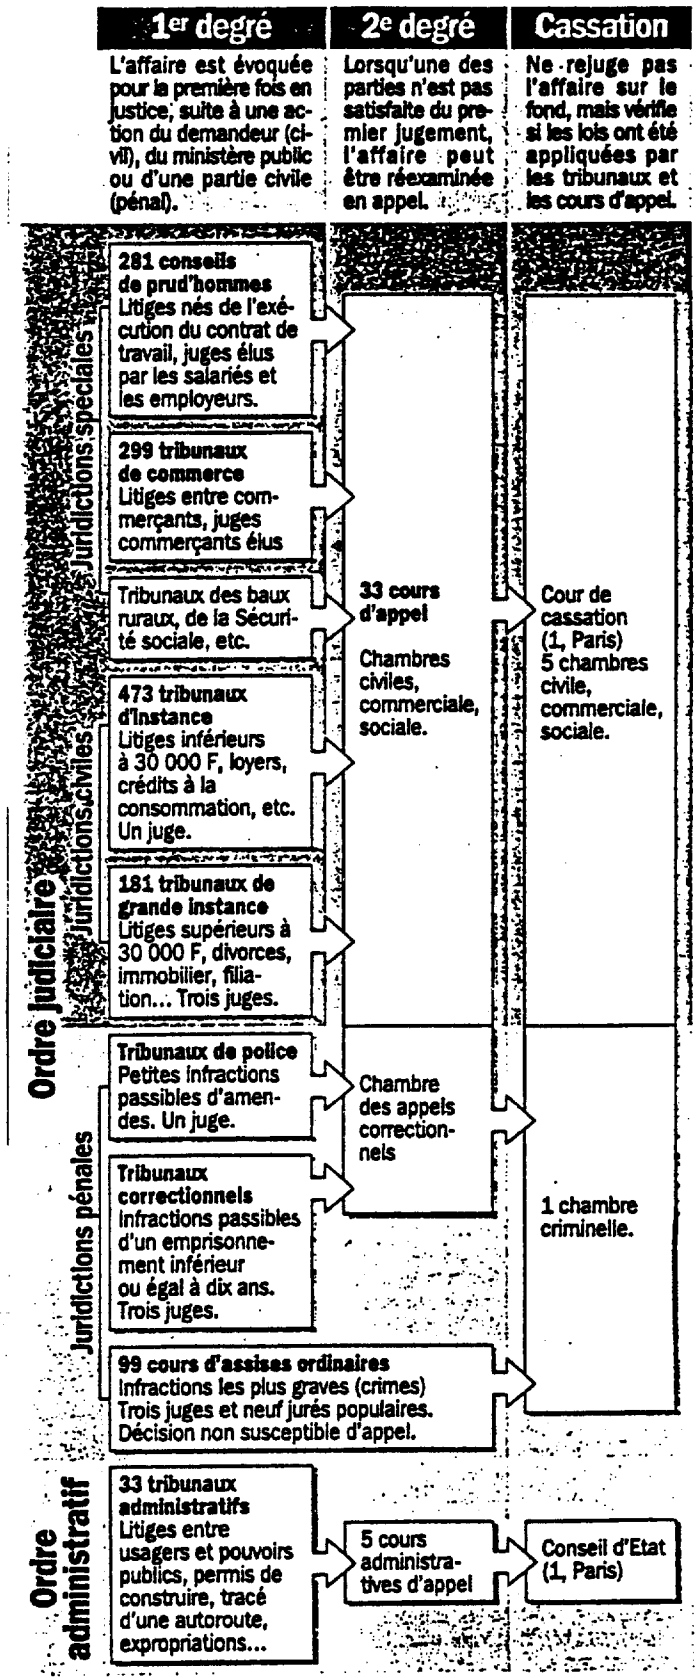 1er degré
L'affaire est évoquée
pour la première fois en
justice, suite à une ac-
tion du demandeur (ci-
vil), du ministère public
ou d'une partie civile
(pénal).
2e degré
Lorsqu'une des
parties n'est pas
satisfaite du pre-
mier jugement,
l'affaire peut
être réexaminée
en appel.
Cassation
Ne rejuge pas
l'affaire sur le
fond, mais vérifie
si les lois ont été
appliquées par
les tribunaux et
les cours d'appel.
Ordre judiciaire
Juridictions spéciales
281 conseils
de prud'hommes
Litiges nés de l'exé-
cution du contrat de
travail, juges élus
par les salariés et
les employeurs.
299 tribunaux
de commerce
Litiges entre com-
merçants, juges
commerçants élus
Tribunaux des baux
ruraux, de la Sécuri-
té sociale, etc.
Juridictions civiles
473 tribunaux
d'instance
Litiges inférieurs
à 30 000 F, loyers,
crédits à la
consommation, etc.
Un juge.
181 tribunaux de
grande instance
Litiges supérieurs à
30 000 F, divorces,
immobilier, filia-
tion... Trois juges.
33 cours
d'appel
Chambres
civiles,
commerciale,
sociale.
Cour de
cassation
(1, Paris)
5 chambres
civile,
commerciale,
sociale.
Juridictions pénales
Tribunaux de police
Petites infractions
passibles d'amen-
des. Un juge.
Tribunaux
correctionnels
Infractions passibles
d'un emprisonne-
ment inférieur
ou égal à dix ans.
Trois juges.
Chambre
des appels
correction-
nels
1 chambre
criminelle.
99 cours d'assises ordinaires
Infractions les plus graves (crimes)
Trois juges et neuf jurés populaires.
Décision non susceptible d'appel.
Ordre
administratif
33 tribunaux
administratifs
Litiges entre
usagers et pouvoirs
publics, permis de
construire, tracé
d'une autoroute,
expropriations...
5 cours
administra-
tives d'appel
Conseil d'Etat
(1, Paris)